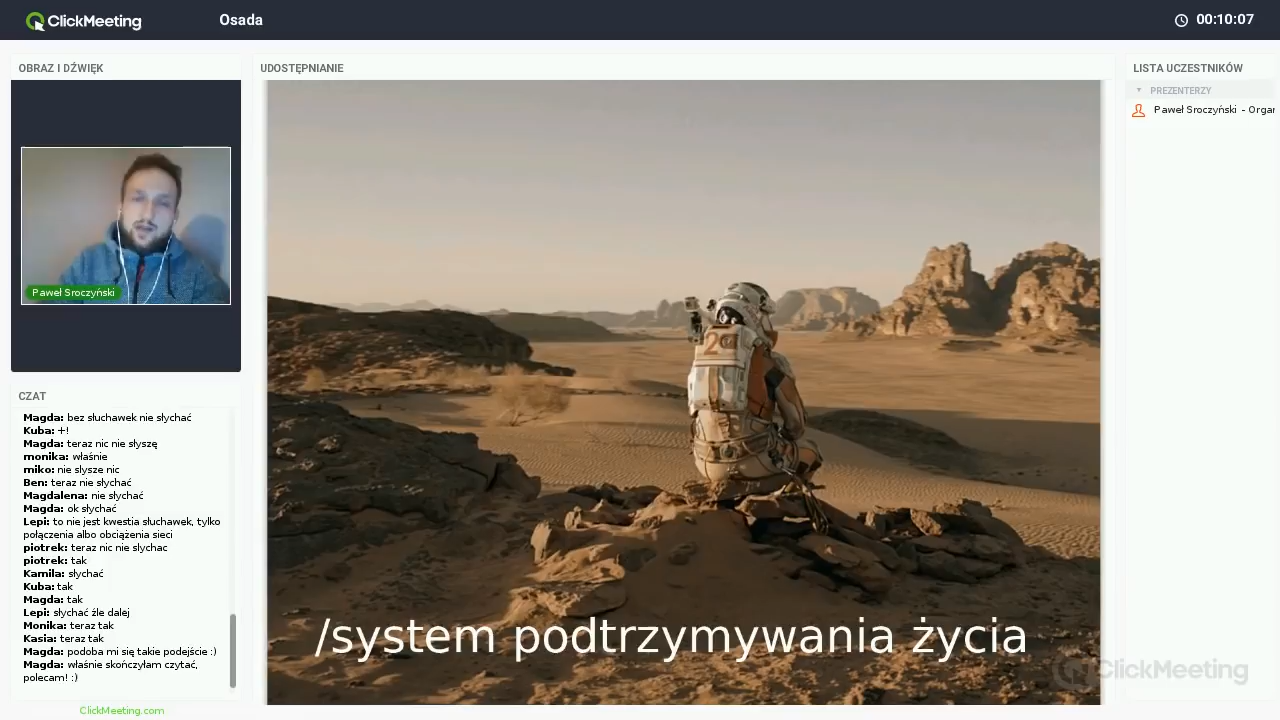 ClickMeeting
Osada
00:10:07
OBRAZ I DŹWIĘK
Paweł Sroczyński
CZAT
Magda: bez słuchawek nie słychać
Kuba: +!
Magda: teraz nic nie słyszę
monika: właśnie
miko: nie slysze nic
Ben: teraz nie słychać
Magdalena: nie słychać
Magda: ok słychać
Lepi: to nie jest kwestia słuchawek, tylko
połączenia albo obciążenia sieci
piotrek: teraz nic nie slychac
piotrek: tak
Kamila: słychać
Kuba: tak
Magda: tak
Lepi: słychać źle dalej
Monika: teraz tak
Kasia: teraz tak
Magda: podoba mi się takie podejście :)
Magda: właśnie skończyłam czytać,
polecam! :)
ClickMeeting.com
UDOSTĘPNIANIE
/system podtrzymywania życia
ClickMeeting
LISTA UCZESTNIKÓW
PREZENTERZY
Paweł Sroczyński - Organ